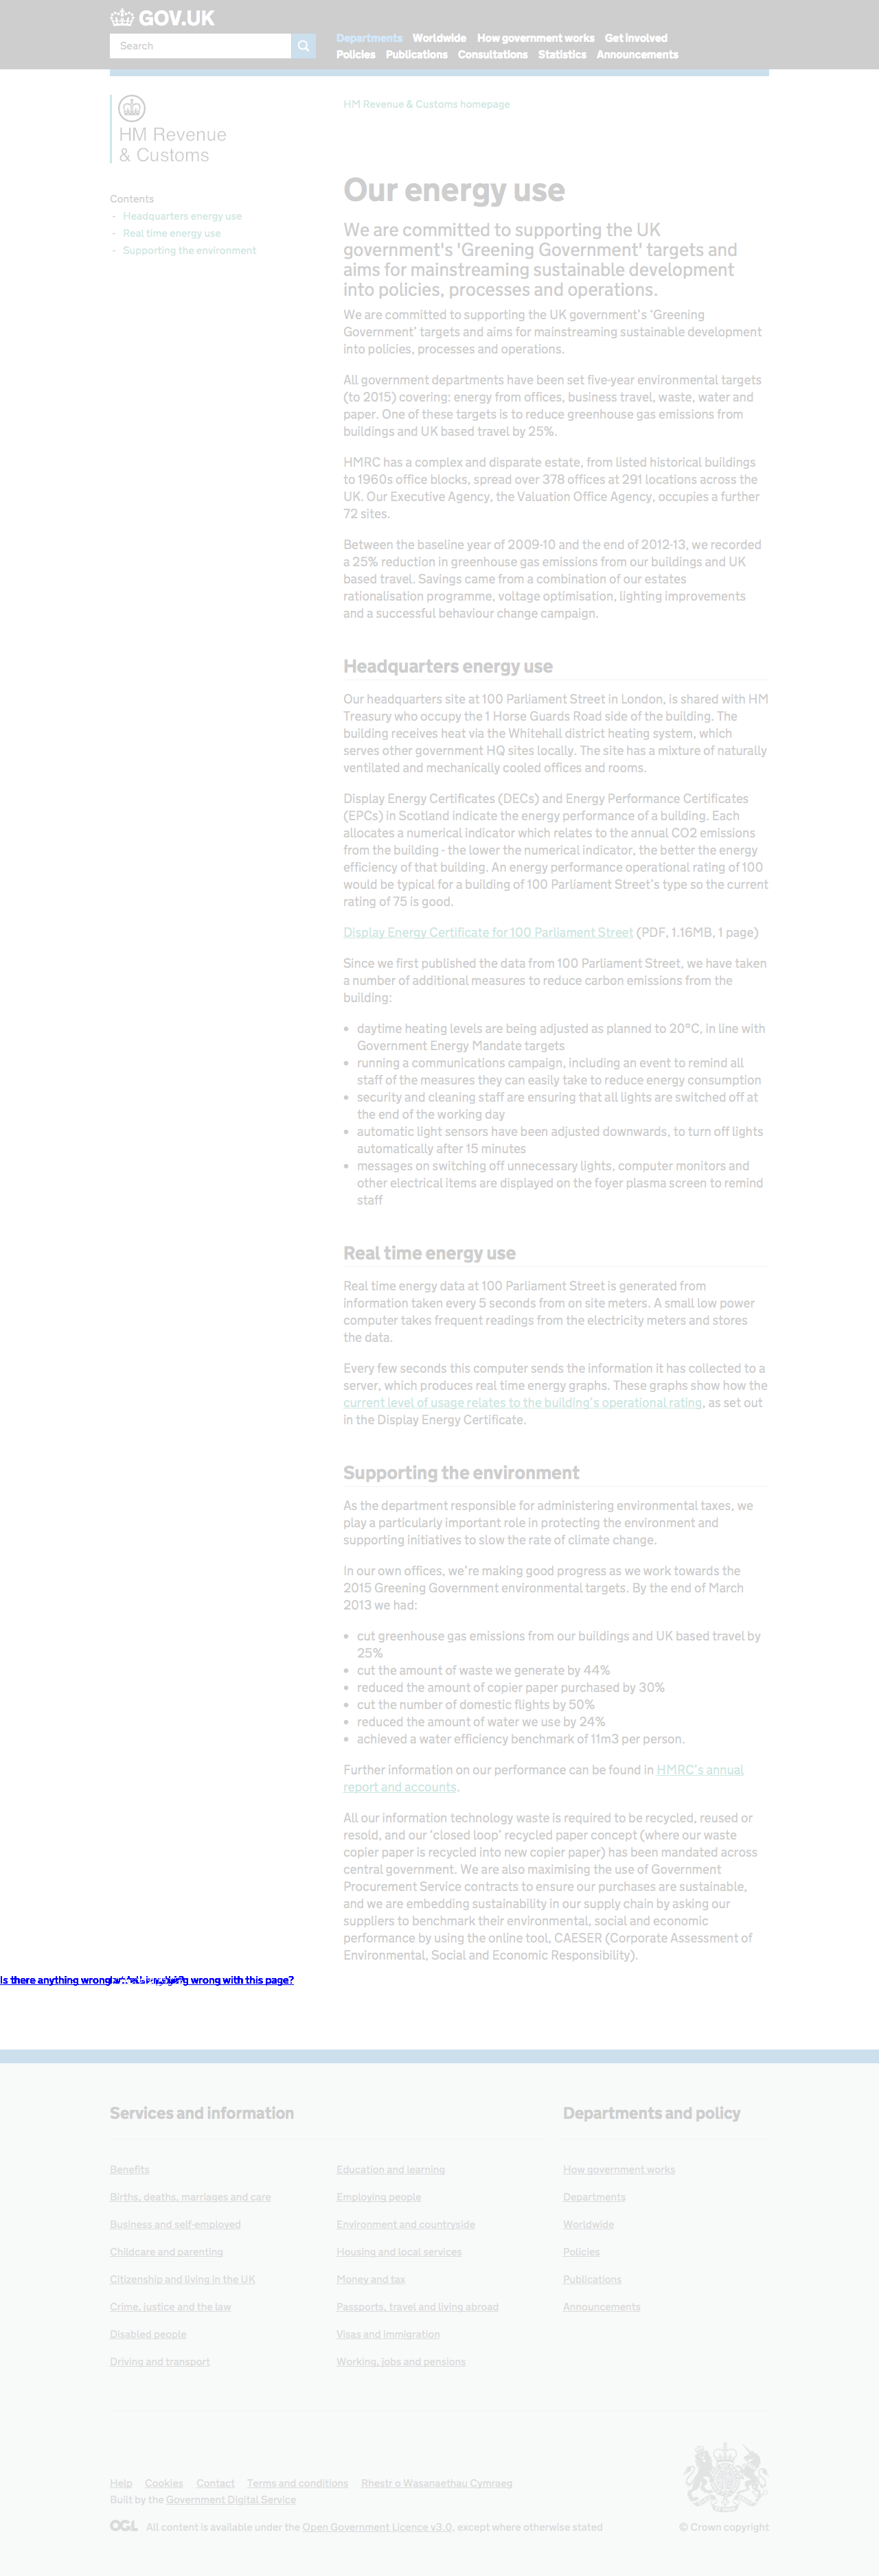 GOV.UK
Search
Departments Worldwide How government works Get involved
Policies Publications Consultations Statistics Announcements
HM Revenue
& Customs
HM Revenue & Customs homepage
Contents
- Headquarters energy use
- Real time energy use
- Supporting the environment
Our energy use
We are committed to supporting the UK
government's 'Greening Government' targets and
aims for mainstreaming sustainable development
into policies, processes and operations.
We are committed to supporting the UK government’s ‘Greening
Government’ targets and aims for mainstreaming sustainable development
into policies, processes and operations.
All government departments have been set five-year environmental targets
(to 2015) covering: energy from offices, business travel, waste, water and
paper. One of these targets is to reduce greenhouse gas emissions from
buildings and UK based travel by 25%.
HMRC has a complex and disparate estate, from listed historical buildings
to 1960s office blocks, spread over 378 offices at 291 locations across the
UK. Our Executive Agency, the Valuation Office Agency, occupies a further
72 sites.
Between the baseline year of 2009-10 and the end of 2012-13, we recorded
a 25% reduction in greenhouse gas emissions from our buildings and UK
based travel. Savings came from a combination of our estates
rationalisation programme, voltage optimisation, lighting improvements
and a successful behaviour change campaign.
Headquarters energy use
Our headquarters site at 100 Parliament Street in London, is shared with HM
Treasury who occupy the 1 Horse Guards Road side of the building. The
building receives heat via the Whitehall district heating system, which
serves other government HQ sites locally. The site has a mixture of naturally
ventilated and mechanically cooled offices and rooms.
Display Energy Certificates (DECs) and Energy Performance Certificates
(EPCs) in Scotland indicate the energy performance of a building. Each
allocates a numerical indicator which relates to the annual CO2 emissions
from the building - the lower the numerical indicator, the better the energy
efficiency of that building. An energy performance operational rating of 100
would be typical for a building of 100 Parliament Street’s type so the current
rating of 75 is good.
Display Energy Certificate for 100 Parliament Street (PDF, 1.16MB, 1 page)
Since we first published the data from 100 Parliament Street, we have taken
a number of additional measures to reduce carbon emissions from the
building:
• daytime heating levels are being adjusted as planned to 20°C, in line with
Government Energy Mandate targets
• running a communications campaign, including an event to remind all
staff of the measures they can easily take to reduce energy consumption
• security and cleaning staff are ensuring that all lights are switched off at
the end of the working day
• automatic light sensors have been adjusted downwards, to turn off lights
automatically after 15 minutes
• messages on switching off unnecessary lights, computer monitors and
other electrical items are displayed on the foyer plasma screen to remind
staff
Real time energy use
Real time energy data at 100 Parliament Street is generated from
information taken every 5 seconds from on site meters. A small low power
computer takes frequent readings from the electricity meters and stores
the data.
Every few seconds this computer sends the information it has collected to a
server, which produces real time energy graphs. These graphs show how the
current level of usage relates to the building’s operational rating, as set out
in the Display Energy Certificate.
Supporting the environment
As the department responsible for administering environmental taxes, we
play a particularly important role in protecting the environment and
supporting initiatives to slow the rate of climate change.
In our own offices, we’re making good progress as we work towards the
2015 Greening Government environmental targets. By the end of March
2013 we had:
• cut greenhouse gas emissions from our buildings and UK based travel by
25%
• cut the amount of waste we generate by 44%
• reduced the amount of copier paper purchased by 30%
• cut the number of domestic flights by 50%
• reduced the amount of water we use by 24%
• achieved a water efficiency benchmark of 11m3 per person.
Further information on our performance can be found in HMRC’s annual
report and accounts.
All our information technology waste is required to be recycled, reused or
resold, and our ‘closed loop’ recycled paper concept (where our waste
copier paper is recycled into new copier paper) has been mandated across
central government. We are also maximising the use of Government
Procurement Service contracts to ensure our purchases are sustainable,
and we are embedding sustainability in our supply chain by asking our
suppliers to benchmark their environmental, social and economic
performance by using the online tool, CAESER (Corporate Assessment of
Environmental, Social and Economic Responsibility).
Is there anything wrong wrong with this page?
Services and information
Departments and policy
Benefits
Births, deaths, marriages and care
Business and self-employed
Childcare and parenting
Citizenship and living in the UK
Crime, justice and the law
Disabled people
Driving and transport
Education and learning
Employing people
Environment and countryside
Housing and local services
Money and tax
Passports, travel and living abroad
Visas and immigration
Working, jobs and pensions
How government works
Departments
Worldwide
Policies
Publications
Announcements
Help Cookies Contact Terms and conditions Rhestr o Wasanaethau Cymraeg
Built by the Government Digital Service
OGL All content is available under the Open Government Licence v3.0, except where otherwise stated
© Crown copyright